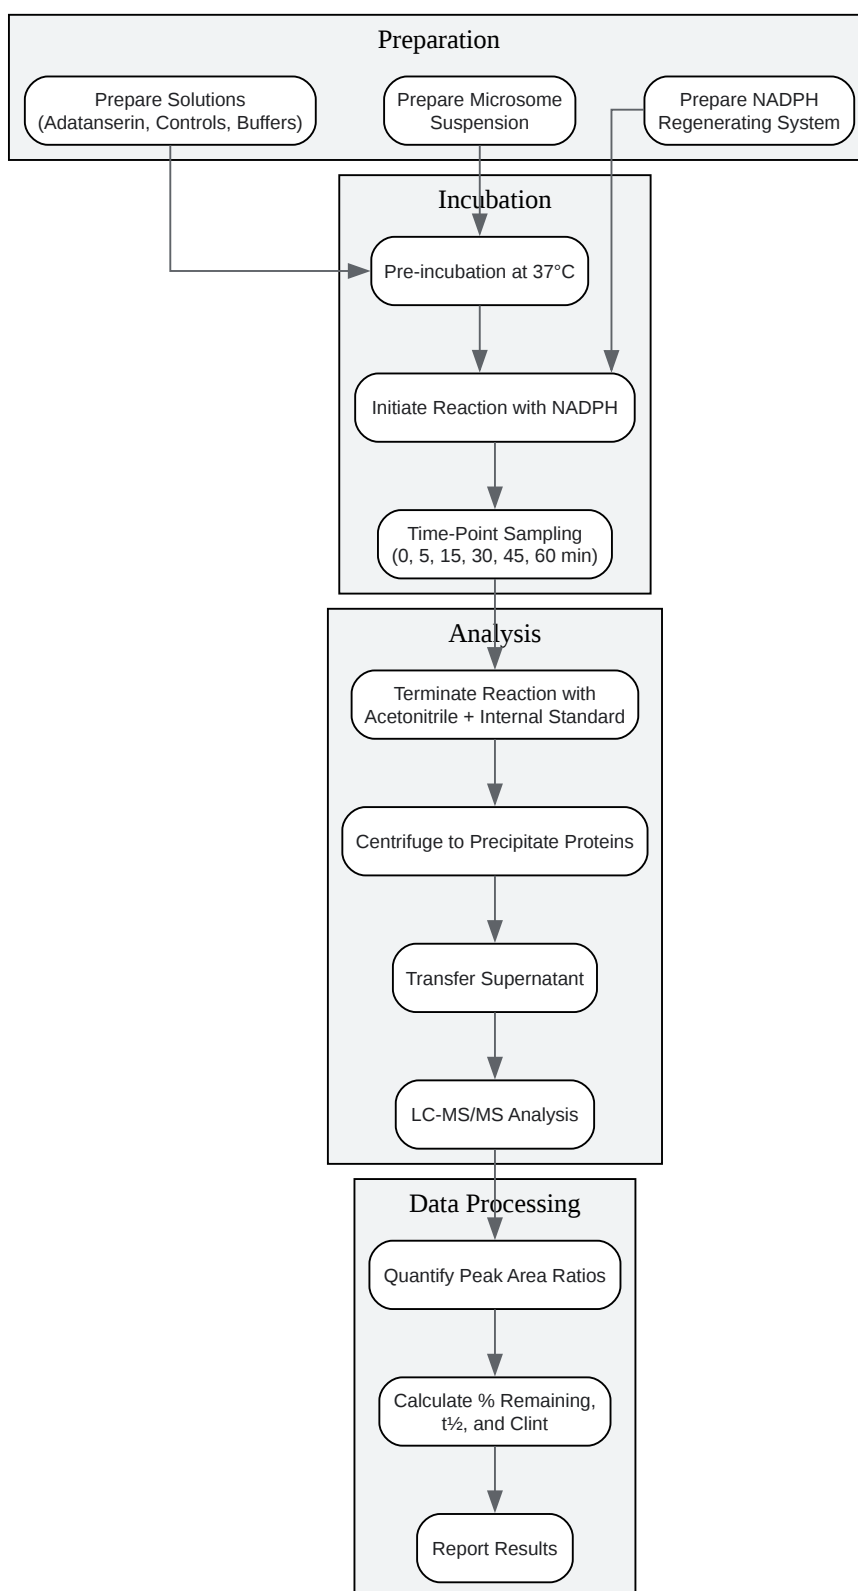 Preparation
Prepare Solutions
(Adatanserin, Controls, Buffers)
Prepare Microsome
Suspension
Prepare NADPH
Regenerating System
Incubation
Pre-incubation at 37°C
Initiate Reaction with NADPH
Time-Point Sampling
(0, 5, 15, 30, 45, 60 min)
Analysis
Terminate Reaction with
Acetonitrile + Internal Standard
Centrifuge to Precipitate Proteins
Transfer Supernatant
LC-MS/MS Analysis
Data Processing
Quantify Peak Area Ratios
Calculate % Remaining,
t½, and Clint
Report Results